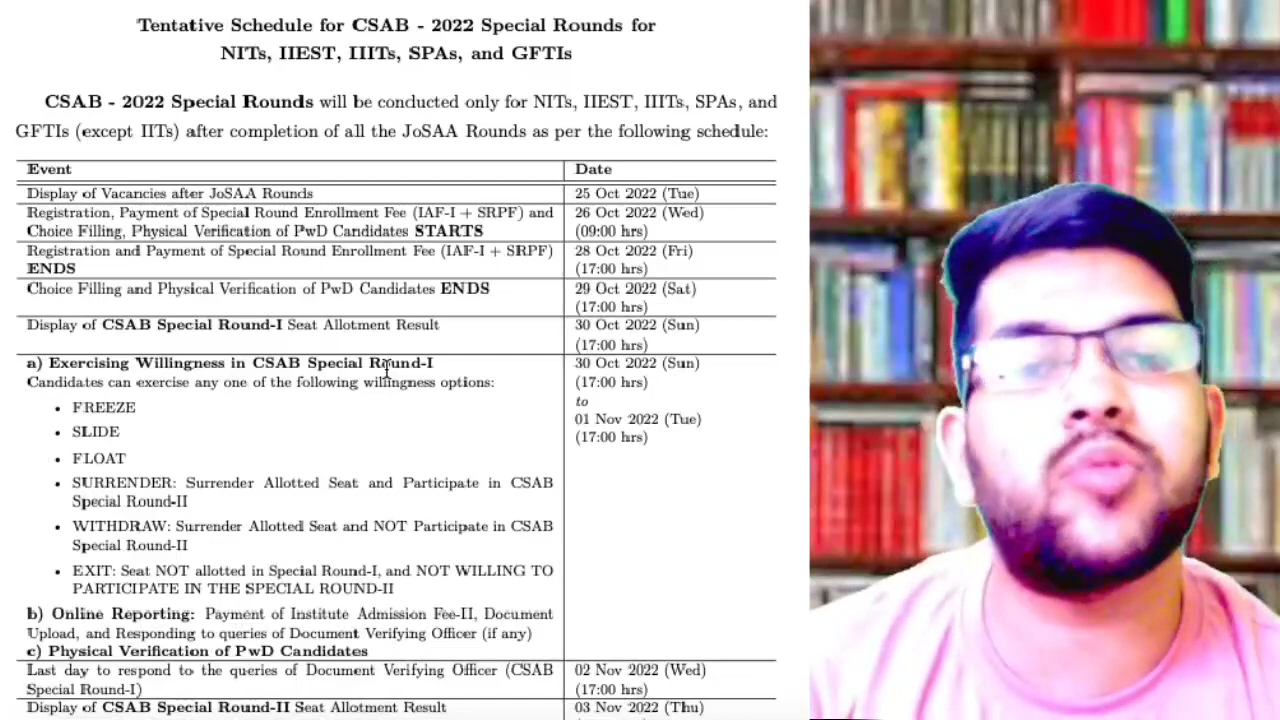 Tentative Schedule for CSAB - 2022 Special Rounds for
NITs, IIEST, IIITs, SPAs, and GFTIs
CSAB - 2022 Special Rounds will be conducted only for NITs, IIEST, IIITs, SPAs, and
GFTIs (except IITs) after completion of all the JoSAA Rounds as per the following schedule:
Event Date
Display of Vacancies after JoSAA Rounds 25 Oct 2022 (Tue)
Registration, Payment of Special Round Enrollment Fee (IAF-I + SRPF) and 26 Oct 2022 (Wed)
Choice Filling, Physical Verification of PwD Candidates STARTS (09:00 hrs)
Registration and Payment of Special Round Enrollment Fee (IAF-I + SRPF) 28 Oct 2022 (Fri)
ENDS (17:00 hrs)
Choice Filling and Physical Verification of PwD Candidates ENDS 29 Oct 2022 (Sat)
(17:00 hrs)
Display of CSAB Special Round-I Seat Allotment Result 30 Oct 2022 (Sun)
(17:00 hrs)
a) Exercising Willingness in CSAB Special Round-I 30 Oct 2022 (Sun)
Candidates can exercise any one of the following willingness options: (17:00 hrs)
• FREEZE to
• SLIDE 01 Nov 2022 (Tue)
(17:00 hrs)
• FLOAT
• SURRENDER: Surrender Allotted Seat and Participate in CSAB
Special Round-II
• WITHDRAW: Surrender Allotted Seat and NOT Participate in CSAB
Special Round-II
• EXIT: Seat NOT allotted in Special Round-I, and NOT WILLING TO
PARTICIPATE IN THE SPECIAL ROUND-II
b) Online Reporting: Payment of Institute Admission Fee-II, Document
Upload, and Responding to queries of Document Verifying Officer (if any)
c) Physical Verification of PwD Candidates
Last day to respond to the queries of Document Verifying Officer (CSAB 02 Nov 2022 (Wed)
Special Round-I) (17:00 hrs)
Display of CSAB Special Round-II Seat Allotment Result 03 Nov 2022 (Thu)